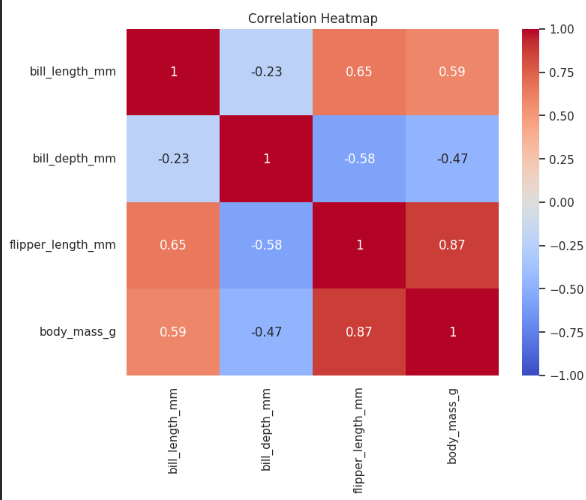 Correlation Heatmap
bill_length_mm
1
-0.23
0.65
0.59
1.00
0.75
bill_depth_mm
-0.23
1
-0.58
-0.47
0.50
0.25
0.00
flipper_length_mm
0.65
-0.58
1
0.87
−0.25
−0.50
body_mass_g
0.59
-0.47
0.87
1
−0.75
−1.00
bill_length_mm
bill_depth_mm
flipper_length_mm
body_mass_g